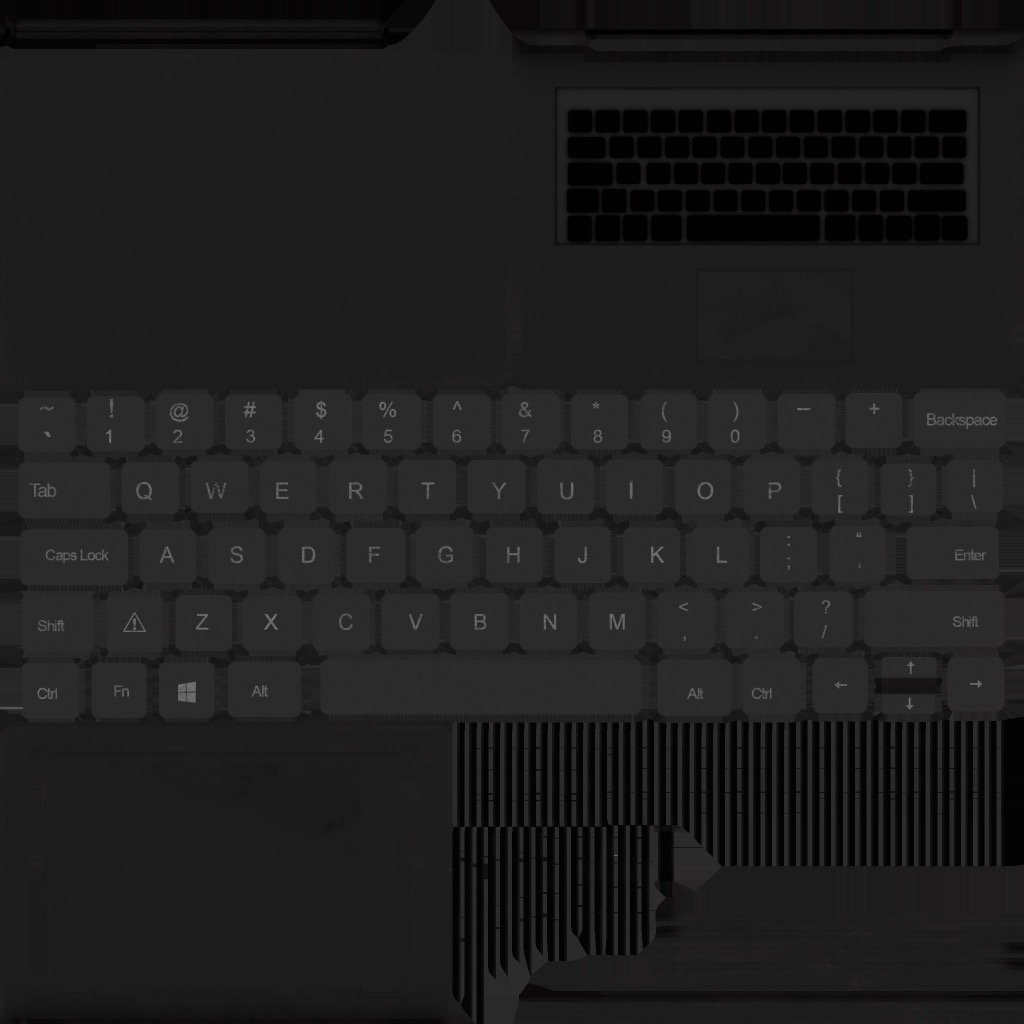 ~ ! @ # $ % ^ & * ( ) — +
` 1 2 3 4 5 6 7 8 9 0 Backspace
Tab Q W E R T Y U I O P { } |
[ ] \
Caps Lock A S D F G H J K L : “ Enter
; '
Shift ⚠ Z X C V B N M < > ? Shift
, . /
Ctrl Fn Alt Alt Ctrl ← ↑ →
↓